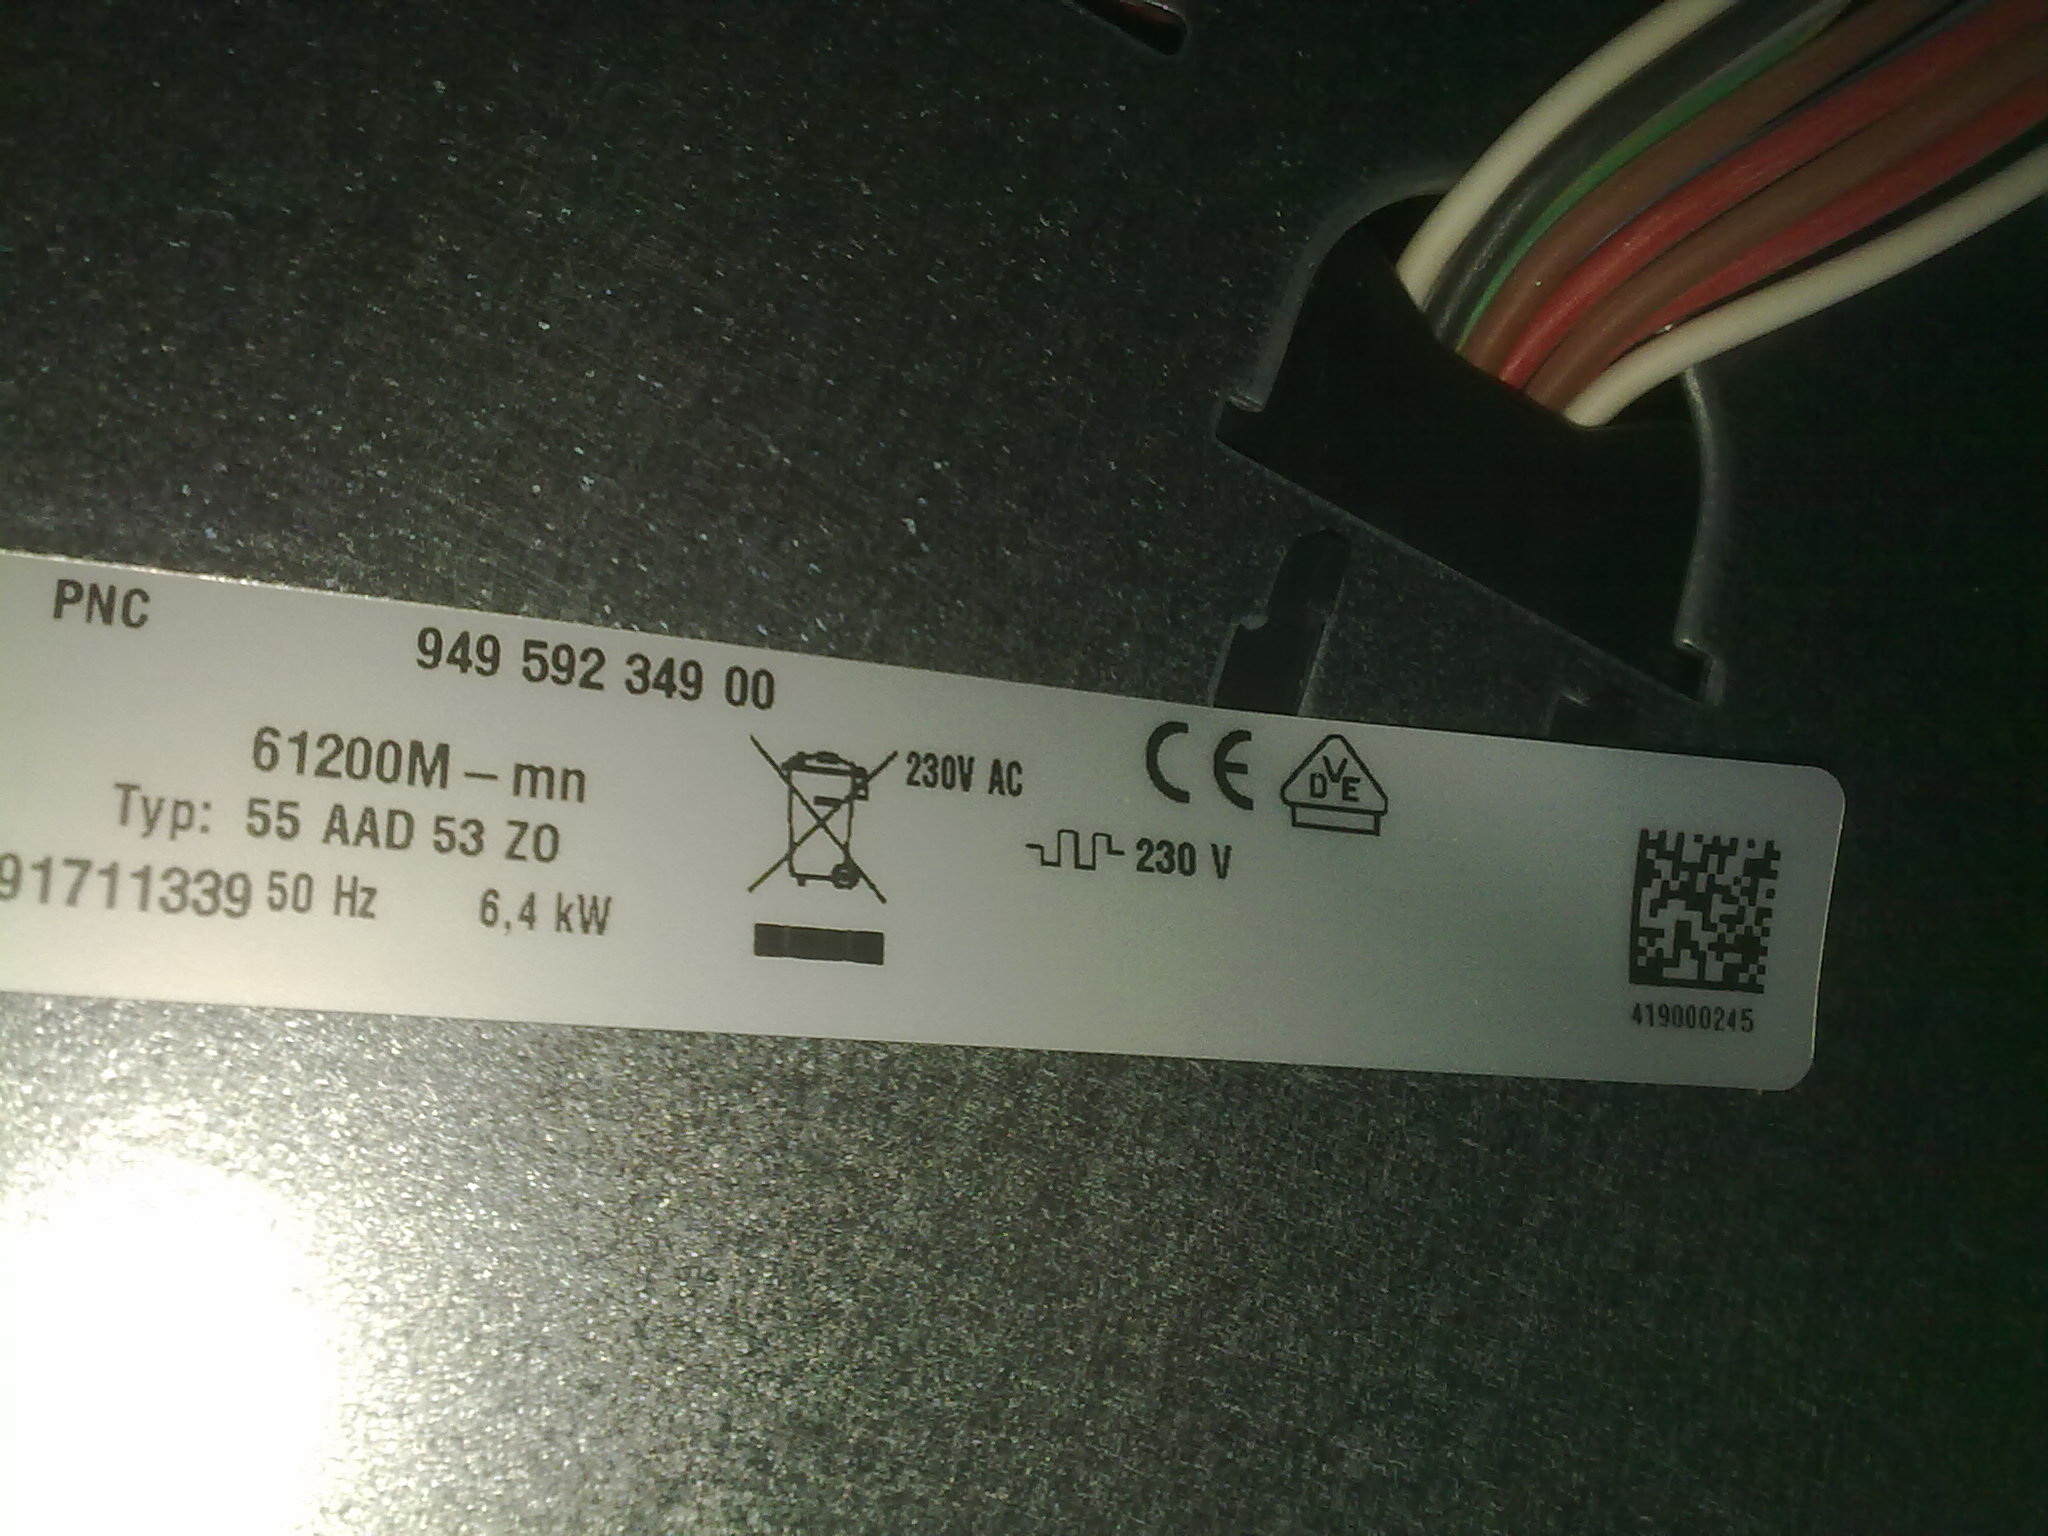 PNC
949 592 349 00
61200M – mn
Typ: 55 AAD 53 ZO
91711339 50 Hz 6,4 kW
230V AC
230 V
CE
DVE
419000245